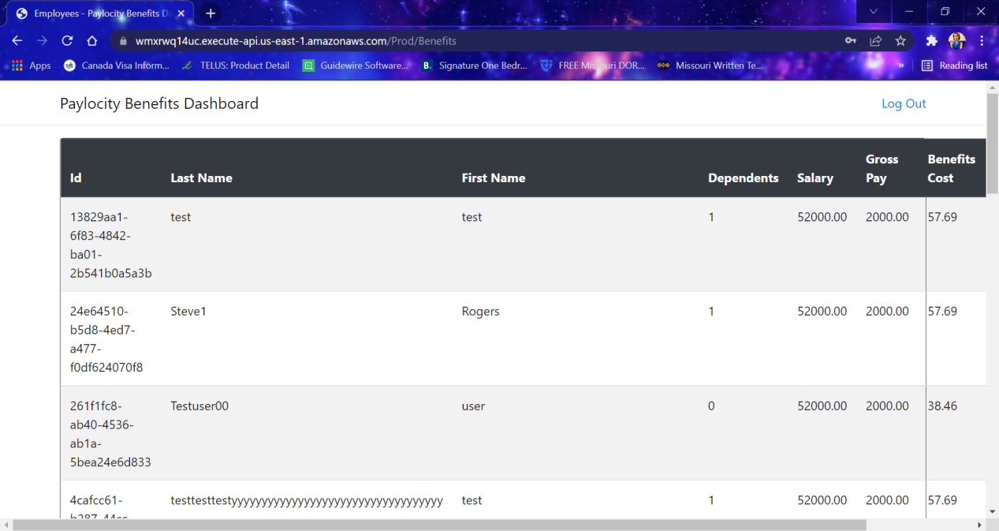 Employees - Paylocity Benefits D
wmxrwq14uc.execute-api.us-east-1.amazonaws.com/Prod/Benefits
Apps Canada Visa Inform... TELUS: Product Detail Guidewire Software... B. Signature One Bedr... FREE Missouri DOR... Missouri Written Te... » Reading list
Paylocity Benefits Dashboard Log Out
Id Last Name First Name Dependents Salary Gross Pay Benefits Cost
13829aa1- test test 1 52000.00 2000.00 57.69
6f83-4842-
ba01-
2b541b0a5a3b
24e64510- Steve1 Rogers 1 52000.00 2000.00 57.69
b5d8-4ed7-
a477-
f0df624070f8
261f1fc8- Testuser00 user 0 52000.00 2000.00 38.46
ab40-4536-
ab1a-
5bea24e6d833
4cafcc61- testtesttestyyyyyyyyyyyyyyyyyyyyyyyyyyyyyyyyyyy test 1 52000.00 2000.00 57.69